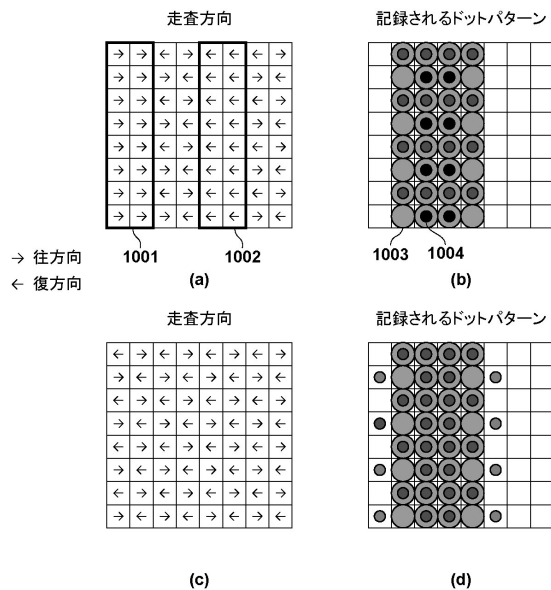 走査方向
記録されるドットパターン
→ → ← → ← ← → ←
→ → → ← ← ← ← →
→ → ← → ← ← → ←
→ → → ← ← ← ← →
→ → ← → ← ← → ←
→ → → ← ← ← ← →
→ → ← → ← ← → ←
→ → → ← ← ← ← →
1001
1002
1003
1004
→ 往方向
← 復方向
(a)
(b)
走査方向
記録されるドットパターン
← → ← → ← → ← →
→ ← → ← → ← → ←
← → ← → ← → ← →
→ ← → ← → ← → ←
← → ← → ← → ← →
→ ← → ← → ← → ←
← → ← → ← → ← →
→ ← → ← → ← → ←
(c)
(d)